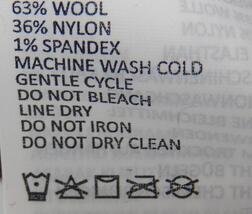 63% WOOL
36% NYLON
1% SPANDEX
MACHINE WASH COLD
GENTLE CYCLE
DO NOT BLEACH
LINE DRY
DO NOT IRON
DO NOT DRY CLEAN